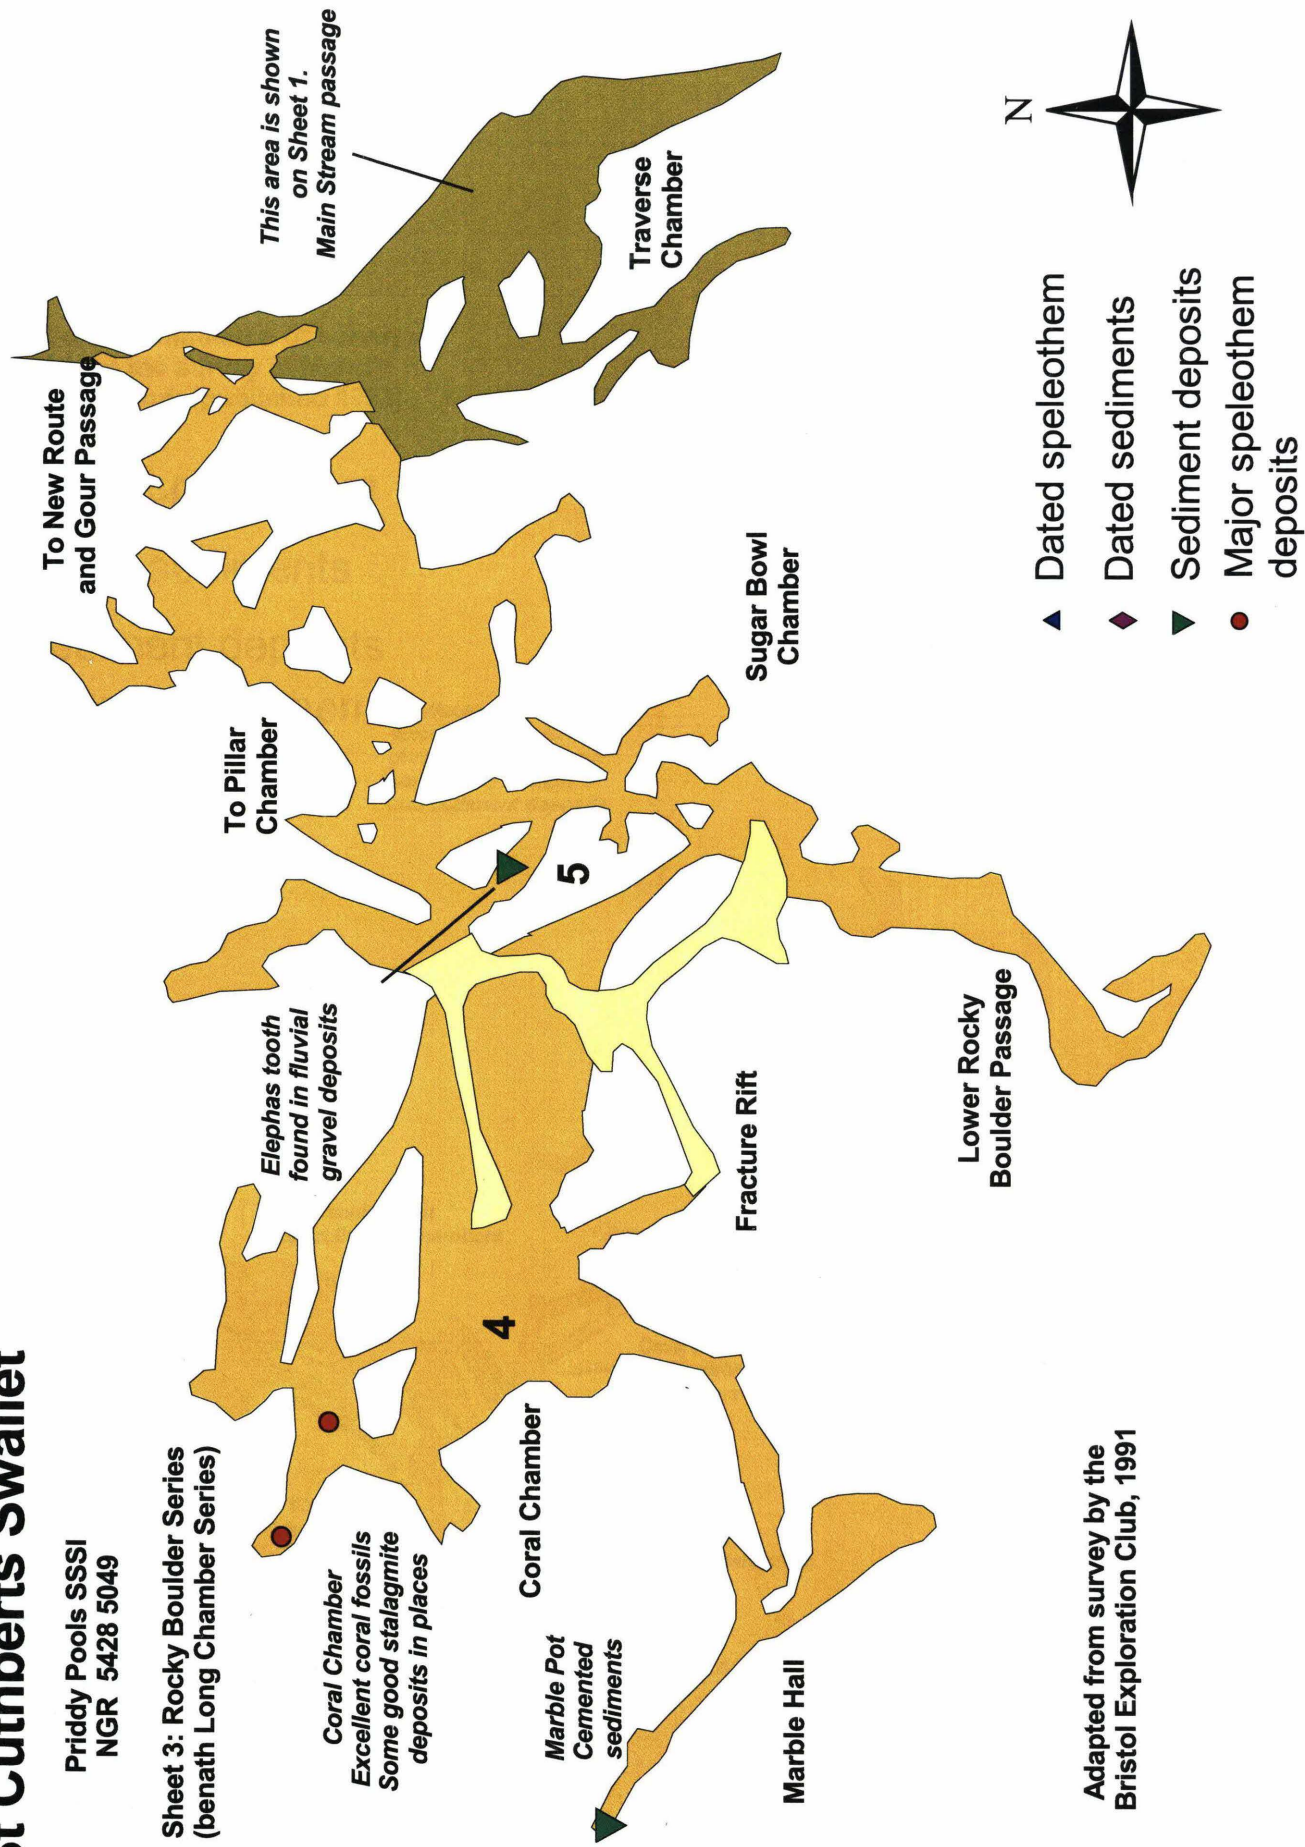 St Cuthberts Swallet
Priddy Pools SSSI
NGR 5428 5049
Sheet 3: Rocky Boulder Series
(benath Long Chamber Series)
Coral Chamber
Excellent coral fossils
Some good stalagmite
deposits in places
Marble Pot
Cemented
sediments
Coral Chamber
Marble Hall
4
Elephas tooth
found in fluvial
gravel deposits
5
Fracture Rift
Lower Rocky
Boulder Passage
To Pillar
Chamber
Sugar Bowl
Chamber
To New Route
and Gour Passage
This area is shown
on Sheet 1.
Main Stream passage
Traverse
Chamber
N
Dated speleothem
Dated sediments
Sediment deposits
Major speleothem
deposits
Adapted from survey by the
Bristol Exploration Club, 1991